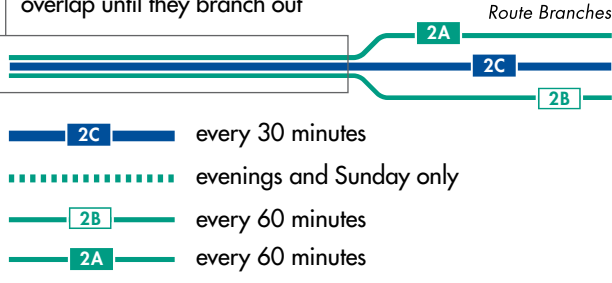 overlap until they branch out
Route Branches
2A
2C
2B
2C every 30 minutes
evenings and Sunday only
2B every 60 minutes
2A every 60 minutes